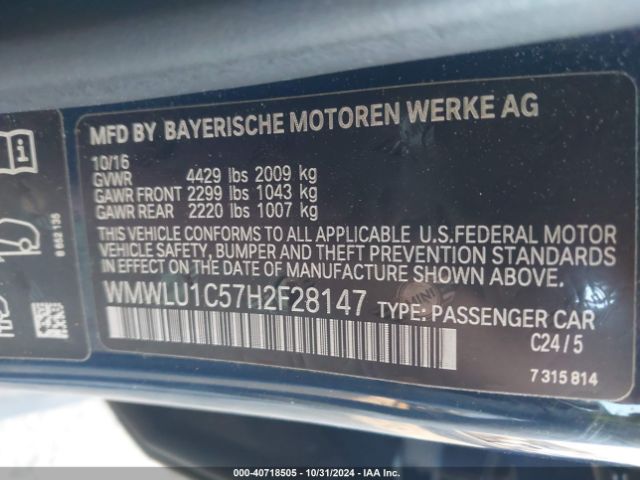 MFD BY BAYERISCHE MOTOREN WERKE AG
10/16
GVWR 4429 lbs 2009 kg
GAWR FRONT 2299 lbs 1043 kg
GAWR REAR 2220 lbs 1007 kg
THIS VEHICLE CONFORMS TO ALL APPLICABLE U.S.FEDERAL MOTOR
VEHICLE SAFETY, BUMPER AND THEFT PREVENTION STANDARDS
IN EFFECT ON THE DATE OF MANUFACTURE SHOWN ABOVE.
WMWLU1C57H2F28147 TYPE: PASSENGER CAR
MINI
C24/5
7 315 814
000-40718505 - 10/31/2024 - IAAI.com